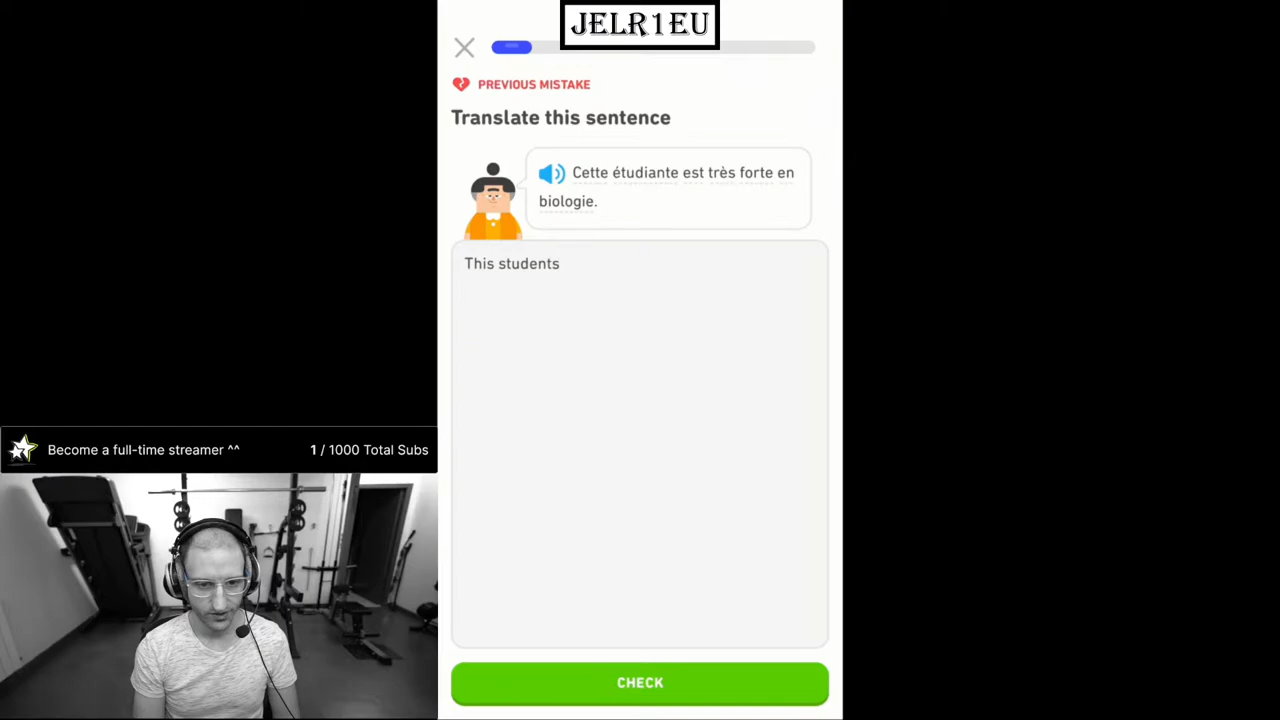 JELR1EU
PREVIOUS MISTAKE
Translate this sentence
Cette étudiante est très forte en
biologie.
This students
Become a full-time streamer ^^ 1 / 1000 Total Subs
CHECK